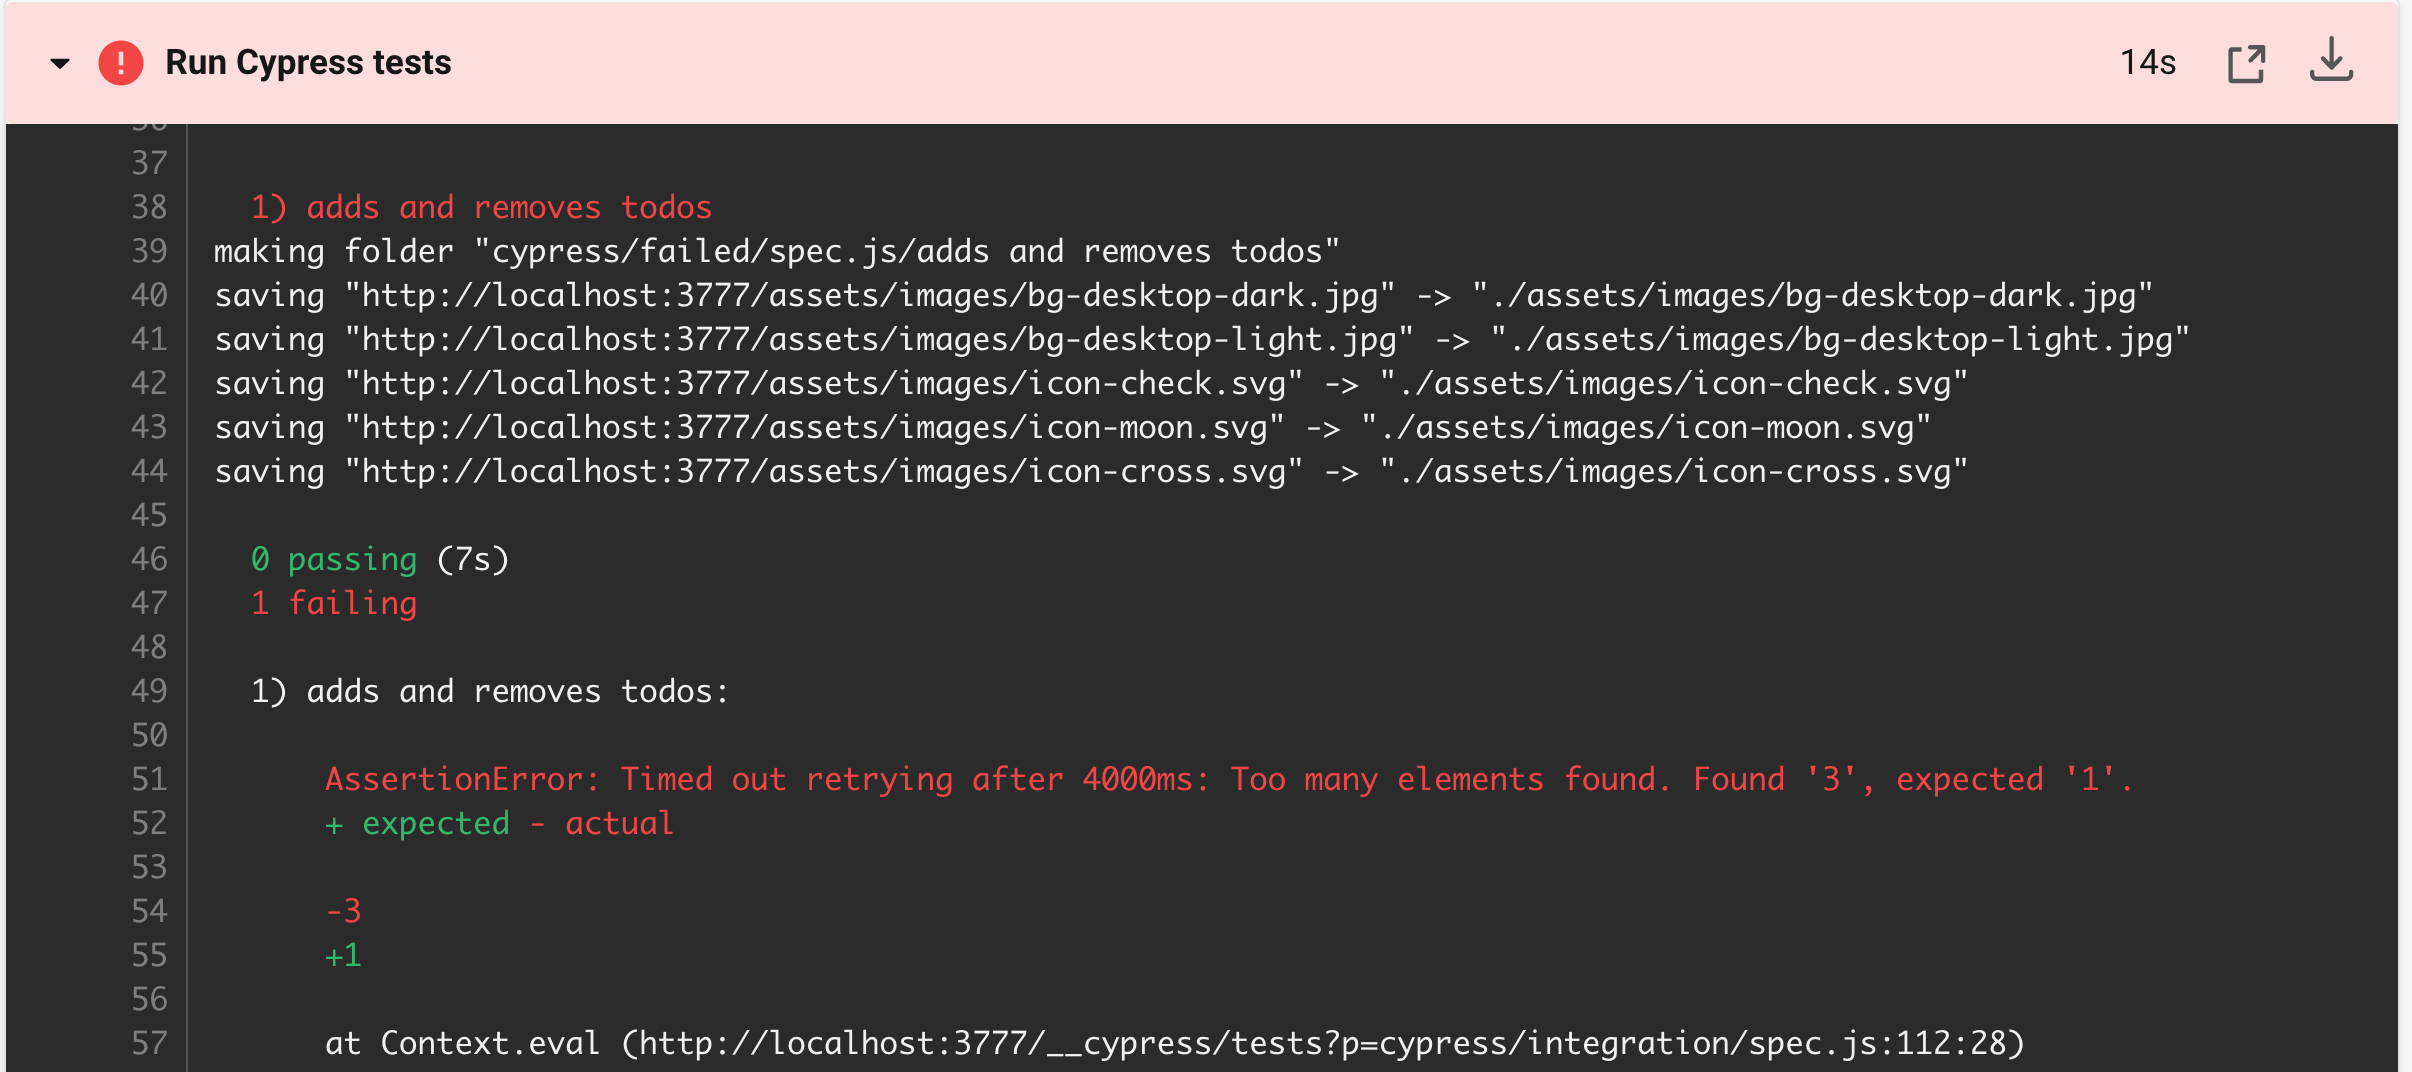 Run Cypress tests 14s
37
38 1) adds and removes todos
39 making folder "cypress/failed/spec.js/adds and removes todos"
40 saving "http://localhost:3777/assets/images/bg-desktop-dark.jpg" -> "./assets/images/bg-desktop-dark.jpg"
41 saving "http://localhost:3777/assets/images/bg-desktop-light.jpg" -> "./assets/images/bg-desktop-light.jpg"
42 saving "http://localhost:3777/assets/images/icon-check.svg" -> "./assets/images/icon-check.svg"
43 saving "http://localhost:3777/assets/images/icon-moon.svg" -> "./assets/images/icon-moon.svg"
44 saving "http://localhost:3777/assets/images/icon-cross.svg" -> "./assets/images/icon-cross.svg"
45
46 0 passing (7s)
47 1 failing
48
49 1) adds and removes todos:
50
51 AssertionError: Timed out retrying after 4000ms: Too many elements found. Found '3', expected '1'.
52 + expected - actual
53
54 -3
55 +1
56
57 at Context.eval (http://localhost:3777/__cypress/tests?p=cypress/integration/spec.js:112:28)